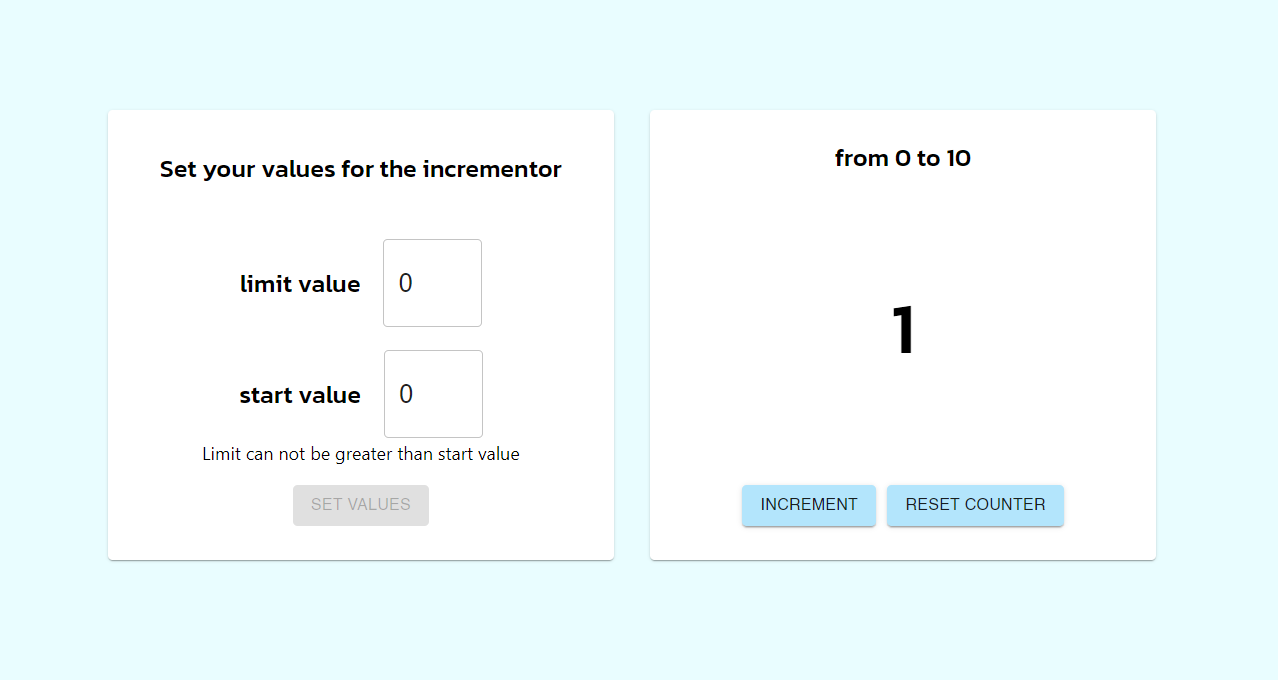 Set your values for the incrementor
limit value 0
start value 0
Limit can not be greater than start value
SET VALUES
from 0 to 10
1
INCREMENT RESET COUNTER